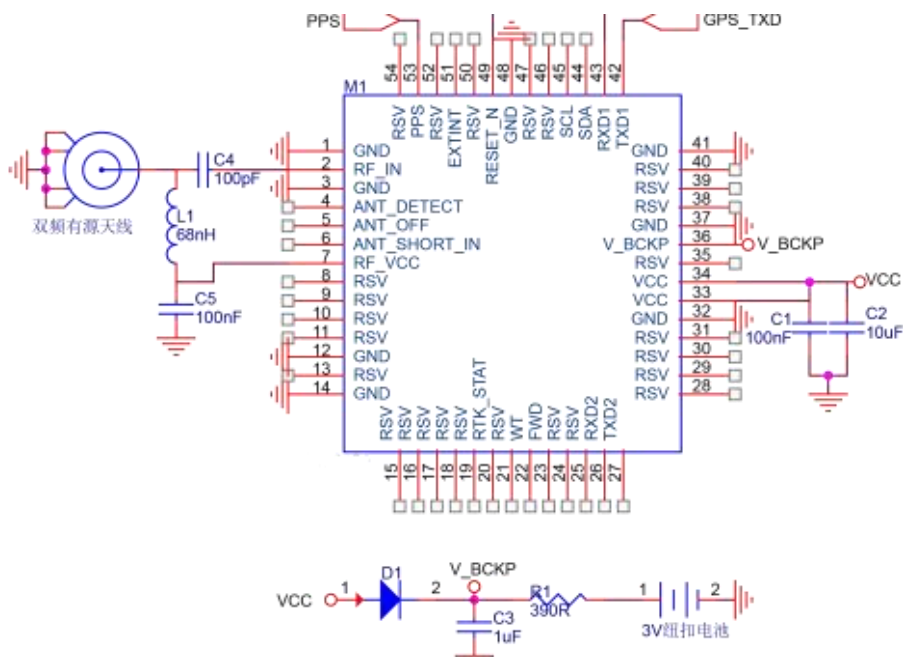 PPS
GPS_TXD
54
53
52
51
50
49
48
47
46
45
44
43
42
M1
RSV
PPS
RSV
EXTINT
RSV
RESET_N
GND
RSV
RSV
SCL
SDA
RXD1
TXD1
C4
100pF
双频有源天线
L1
68nH
C5
100nF
1 GND
2 RF_IN
3 GND
4 ANT_DETECT
5 ANT_OFF
6 ANT_SHORT_IN
7 RF_VCC
8 RSV
9 RSV
10 RSV
11 RSV
12 GND
13 RSV
14 GND
GND 41
RSV 40
RSV 39
RSV 38
GND 37
V_BCKP 36
RSV 35
VCC 34
VCC 33
GND 32
RSV 31
RSV 30
RSV 29
RSV 28
V_BCKP
VCC
C1
100nF
C2
10uF
RSV
RSV
RSV
RSV
RSV
RTK_STAT
RSV
WT
FWD
RSV
RSV
RXD2
TXD2
15
16
17
18
19
20
21
22
23
24
25
26
27
VCC
1
D1
2
V_BCKP
C3
1uF
R1
390R
1
2
3V纽扣电池